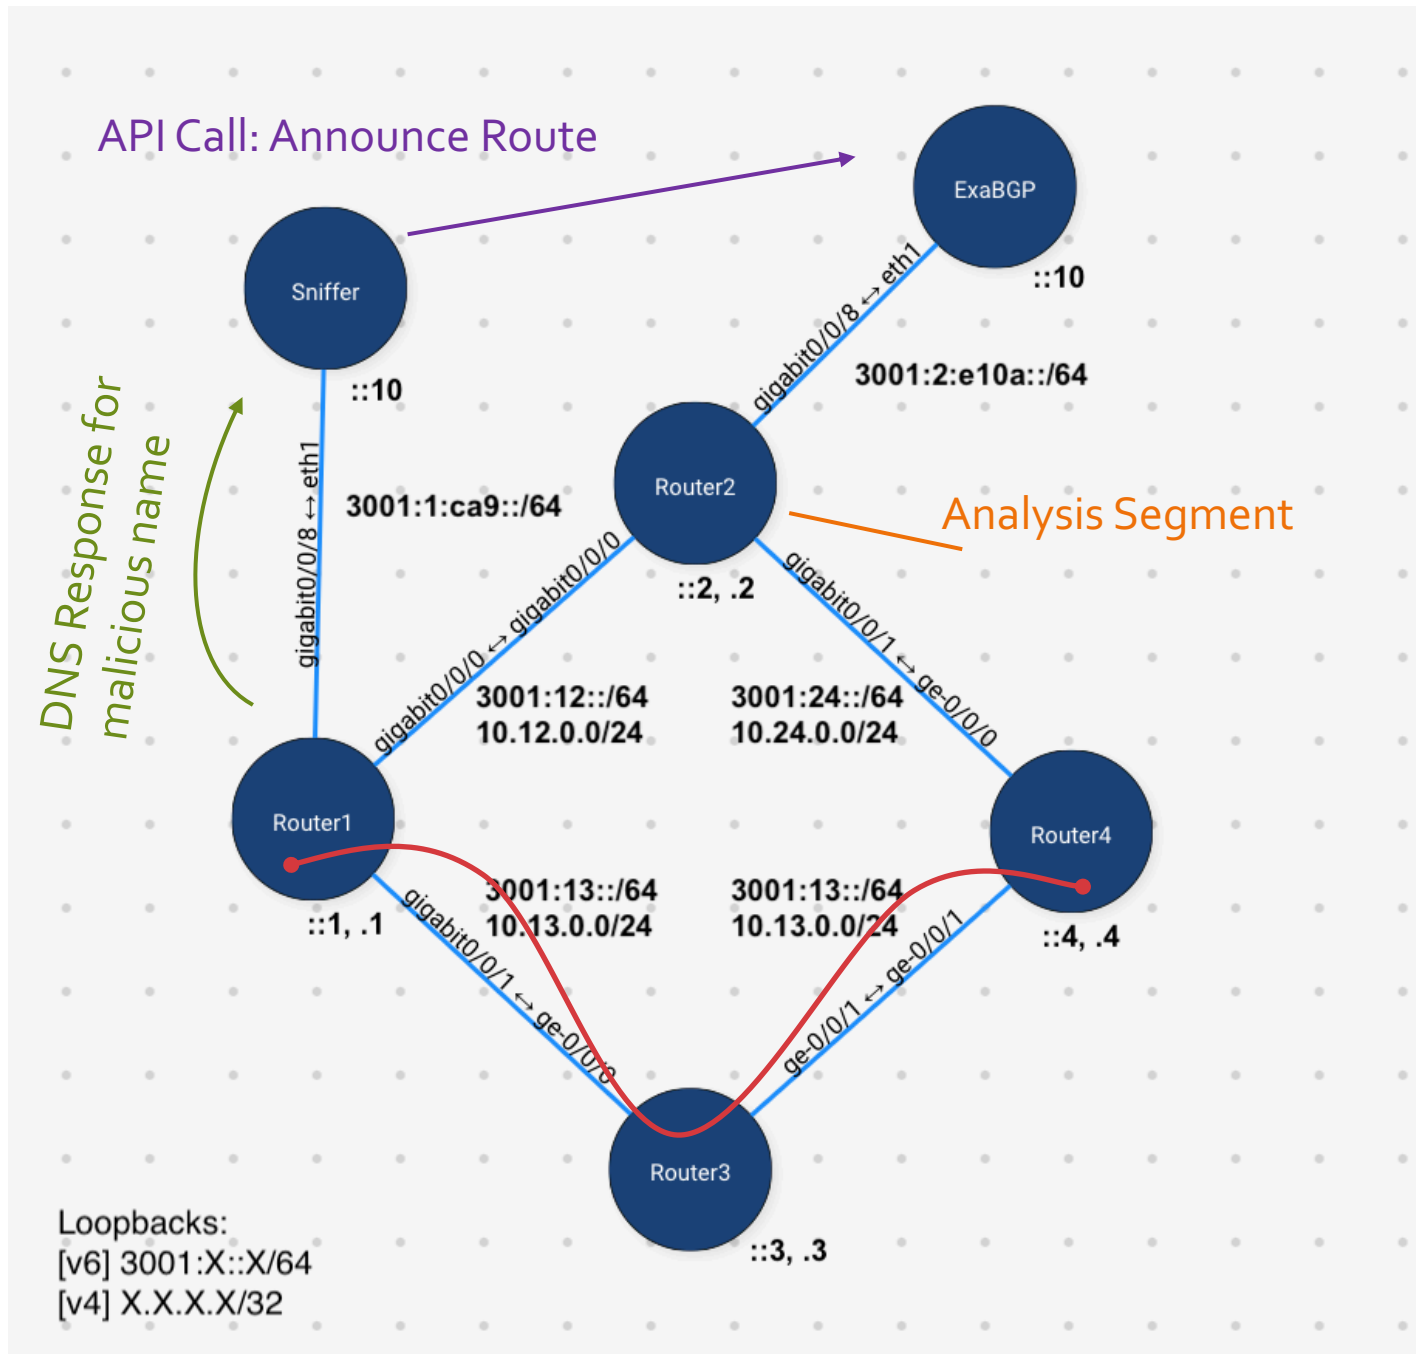 API Call: Announce Route
ExaBGP
::10
Sniffer
::10
gigabit0/0/8 ↔ eth1
3001:2:e10a::/64
DNS Response for
malicious name
gigabit0/0/8 ↔ eth1
3001:1:ca9::/64
Router2
::2, .2
Analysis Segment
gigabit0/0/0 ↔ gigabit0/0/0
gigabit0/0/1 ↔ ge-0/0/0
3001:12::/64
10.12.0.0/24
3001:24::/64
10.24.0.0/24
Router1
::1, .1
Router4
::4, .4
3001:13::/64
10.13.0.0/24
3001:13::/64
10.13.0.0/24
gigabit0/0/1 ↔ ge-0/0/0
ge-0/0/1 ↔ ge-0/0/1
Router3
::3, .3
Loopbacks:
[v6] 3001:X::X/64
[v4] X.X.X.X/32